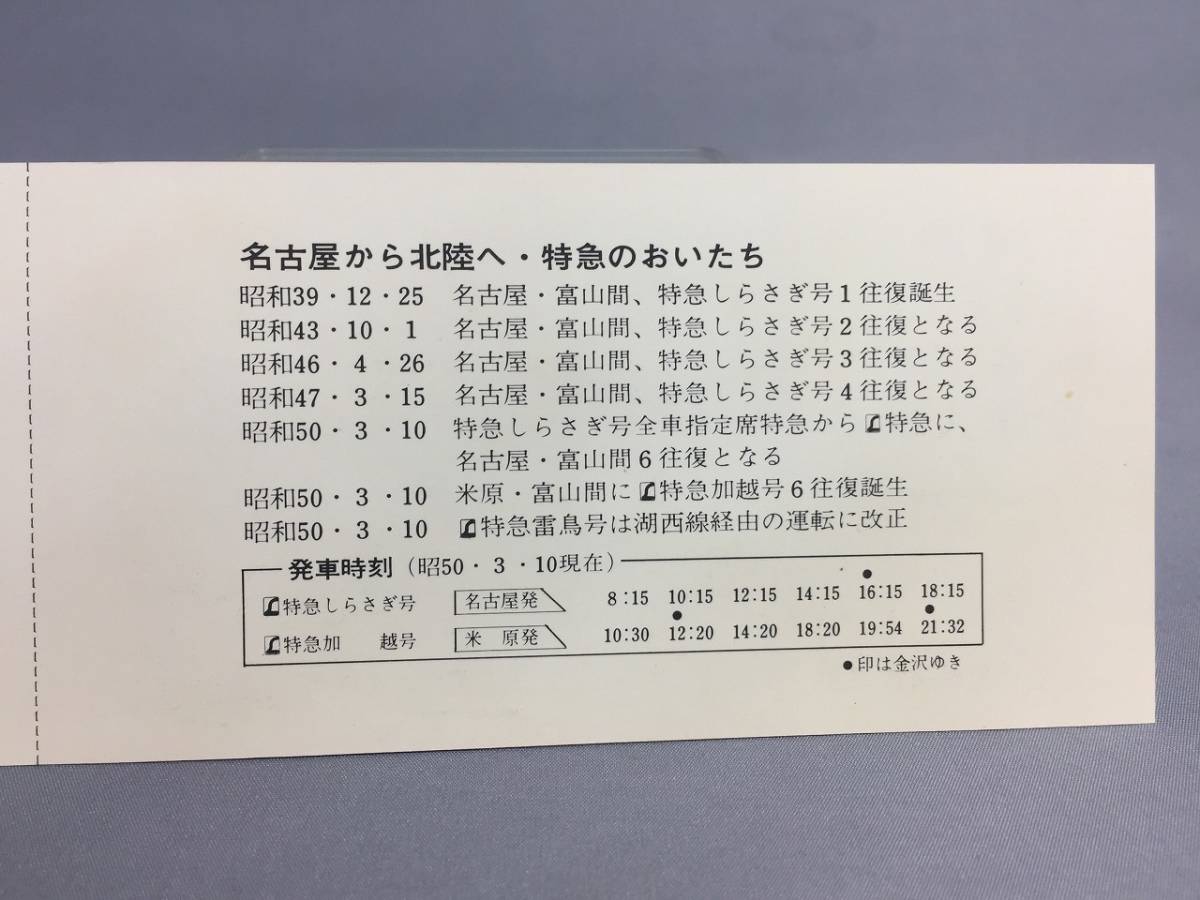 名古屋から北陸へ・特急のおいたち
昭和39・12・25 名古屋・富山間、特急しらさぎ号1往復誕生
昭和43・10・1 名古屋・富山間、特急しらさぎ号2往復となる
昭和46・4・26 名古屋・富山間、特急しらさぎ号3往復となる
昭和47・3・15 名古屋・富山間、特急しらさぎ号4往復となる
昭和50・3・10 特急しらさぎ号全車指定席特急からL特急に、
名古屋・富山間6往復となる
昭和50・3・10 米原・富山間にL特急加越号6往復誕生
昭和50・3・10 L特急雷鳥号は湖西線経由の運転に改正
発車時刻(昭50・3・10現在)
L特急しらさぎ号 名古屋発 8:15 10:15 12:15 14:15 ●16:15 18:15
L特急加 越号 米 原発 10:30 ●12:20 14:20 18:20 19:54 ●21:32
●印は金沢ゆき